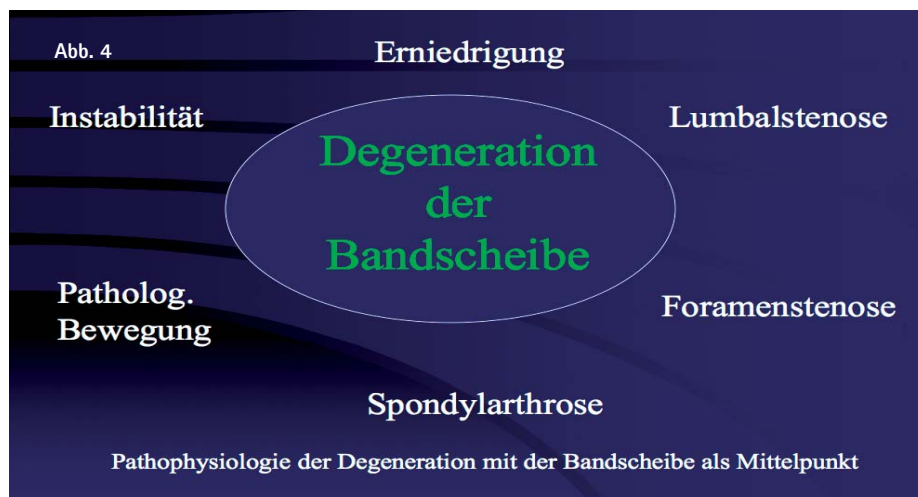 Abb. 4
Erniedrigung
Instabilität
Lumbalstenose
Degeneration
der
Bandscheibe
Patholog.
Bewegung
Foramenstenose
Spondylarthrose
Pathophysiologie der Degeneration mit der Bandscheibe als Mittelpunkt